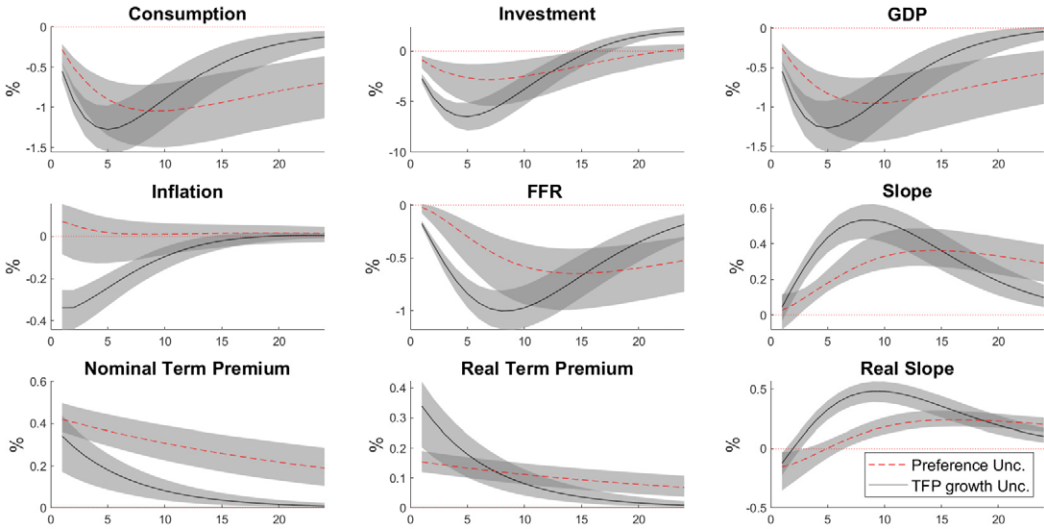 Consumption
Investment
GDP
0
-0.5
-1
-1.5
%
0 5 10 15 20
0
-5
-10
%
0 5 10 15 20
0
-0.5
-1
-1.5
%
0 5 10 15 20
Inflation
FFR
Slope
0
-0.2
-0.4
%
0 5 10 15 20
0
-0.5
-1
%
0 5 10 15 20
0.6
0.4
0.2
0
%
0 5 10 15 20
Nominal Term Premium
Real Term Premium
Real Slope
0.6
0.4
0.2
0
%
0 5 10 15 20
0.4
0.3
0.2
0.1
0
%
0 5 10 15 20
0.5
0
-0.5
%
0 5 10 15 20
Preference Unc.
TFP growth Unc.